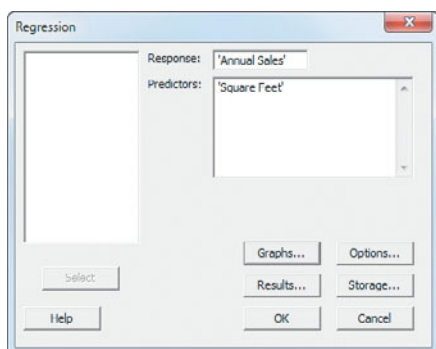 Regression
Response: 'Annual Sales'
Predictors: 'Square Feet'
Select
Graphs... Options...
Results... Storage...
Help OK Cancel